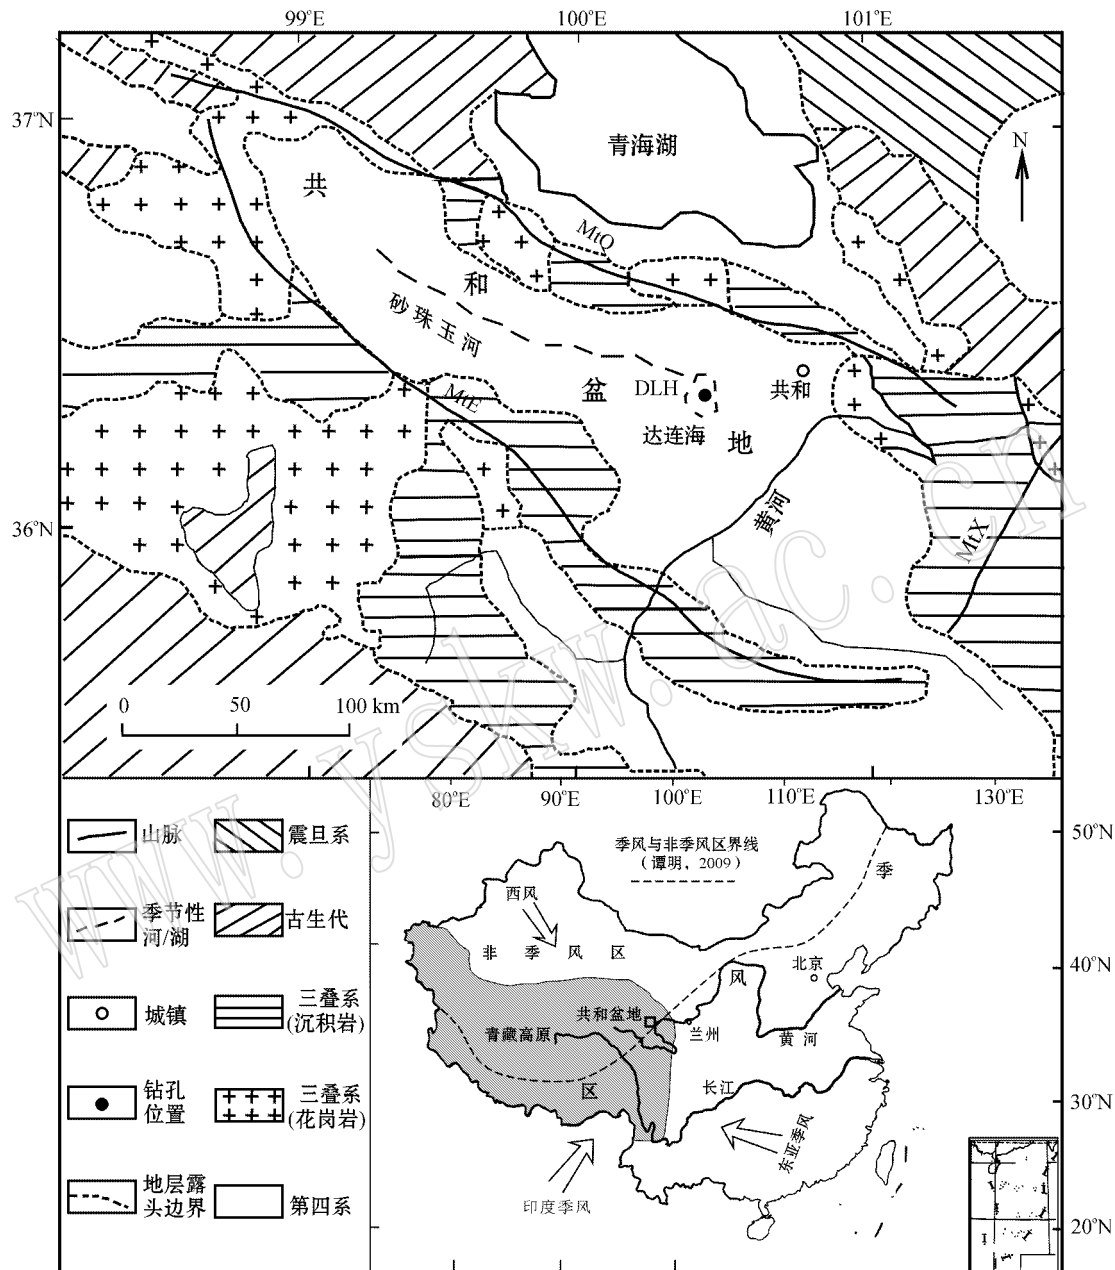 99°E
100°E
101°E
37°N
36°N
N
青海湖
共
和
盆
地
MtQ
砂珠玉河
MtE
DLH
达连海
共和
黄河
MtX
0
50
100 km
www.yskw.ac.cn
山脉
震旦系
季节性
河/湖
古生代
城镇
三叠系
(沉积岩)
钻孔
位置
三叠系
(花岗岩)
地层露
头边界
第四系
80°E
90°E
100°E
110°E
130°E
50°N
40°N
30°N
20°N
季风与非季风区界线
(谭明, 2009)
西风
非季风区
季
风
区
北京
共和盆地
青藏高原
兰州
黄河
长江
东亚季风
印度季风